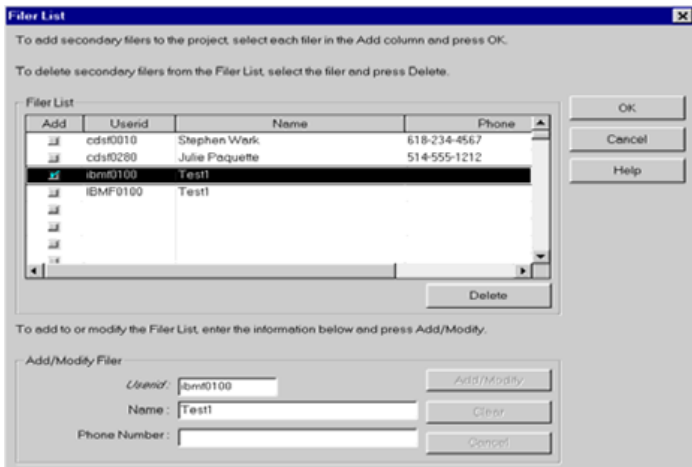 Filer List
To add secondary filers to the project, select each filer in the Add column and press OK.
To delete secondary filers from the Filer List, select the filer and press Delete.
Filer List
Add Userid Name Phone
cdsf0010 Stephen Wark 618-234-4567
cdsf0280 Julie Paquette 514-555-1212
ibmf0100 Test1
IBMF0100 Test1
OK
Cancel
Help
Delete
To add to or modify the Filer List, enter the information below and press Add/Modify.
Add/Modify Filer
Userid: ibmf0100
Name: Test1
Phone Number:
Add/Modify
Clear
Cancel